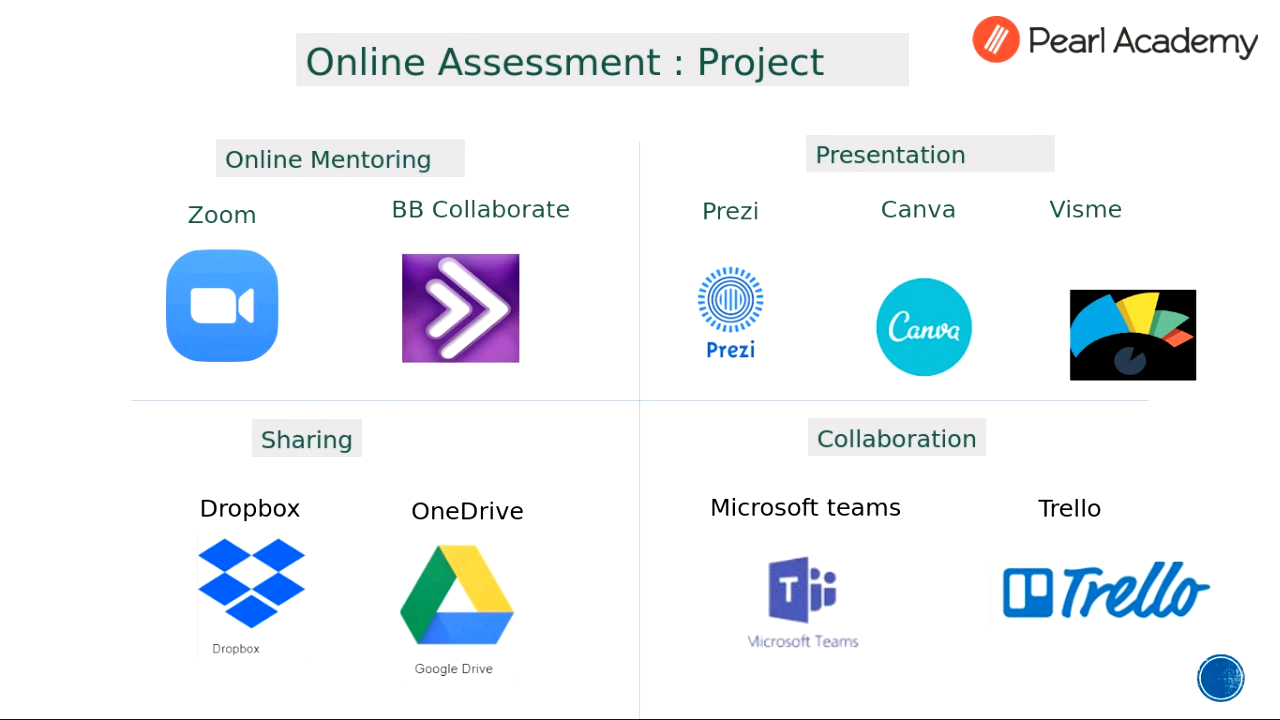 Pearl Academy
Online Assessment : Project
Online Mentoring
Zoom
BB Collaborate
Presentation
Prezi
Canva
Visme
Prezi
Canva
Sharing
Dropbox
OneDrive
Dropbox
Google Drive
Collaboration
Microsoft teams
Trello
T
Microsoft Teams
Trello